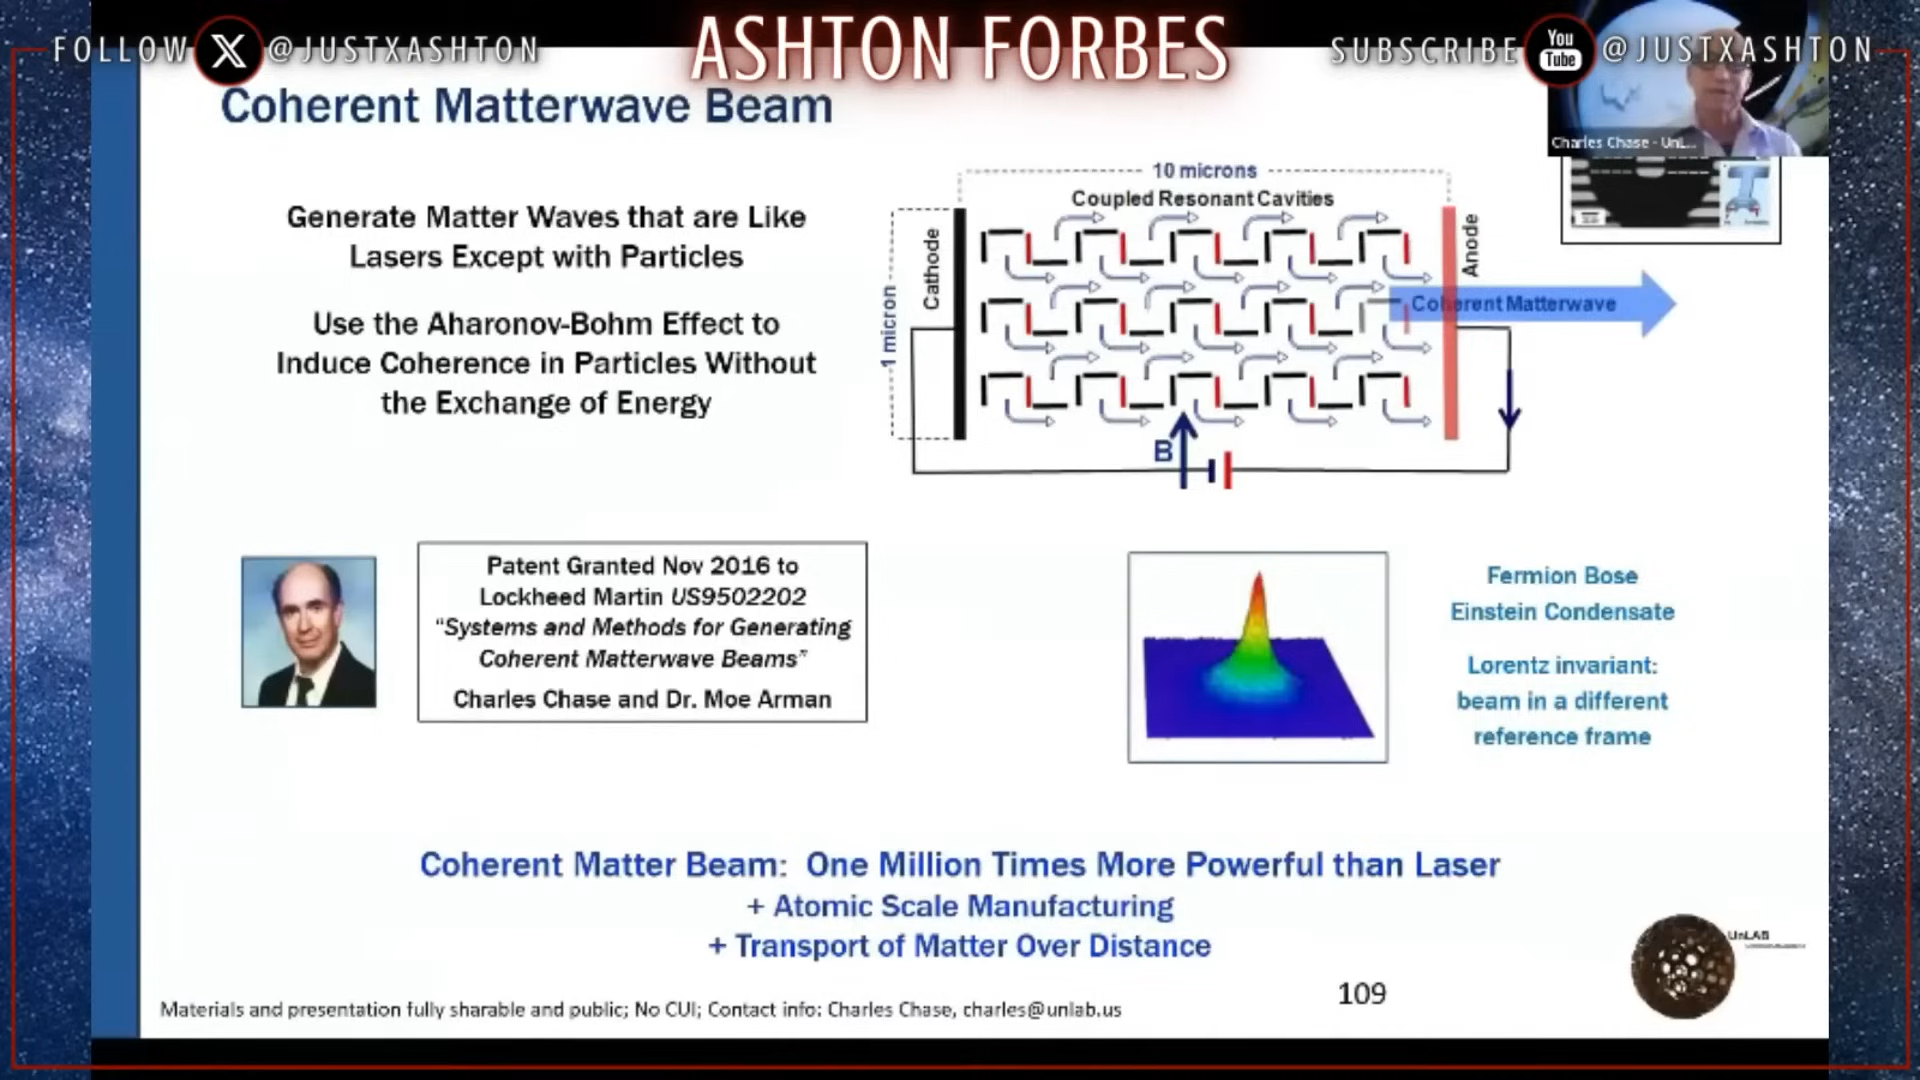 FOLLOW X @JUSTXASHTON
ASHTON FORBES
SUBSCRIBE You Tube @JUSTXASHTON
Charles Chase - UnL...
Coherent Matterwave Beam
Generate Matter Waves that are Like
Lasers Except with Particles
Use the Aharonov-Bohm Effect to
Induce Coherence in Particles Without
the Exchange of Energy
10 microns
Coupled Resonant Cavities
1 micron
Cathode
Anode
Coherent Matterwave
B
Patent Granted Nov 2016 to
Lockheed Martin US9502202
“Systems and Methods for Generating
Coherent Matterwave Beams”
Charles Chase and Dr. Moe Arman
Fermion Bose
Einstein Condensate
Lorentz invariant:
beam in a different
reference frame
Coherent Matter Beam: One Million Times More Powerful than Laser
+ Atomic Scale Manufacturing
+ Transport of Matter Over Distance
UnLAB
Materials and presentation fully sharable and public; No CUI; Contact info: Charles Chase, charles@unlab.us
109